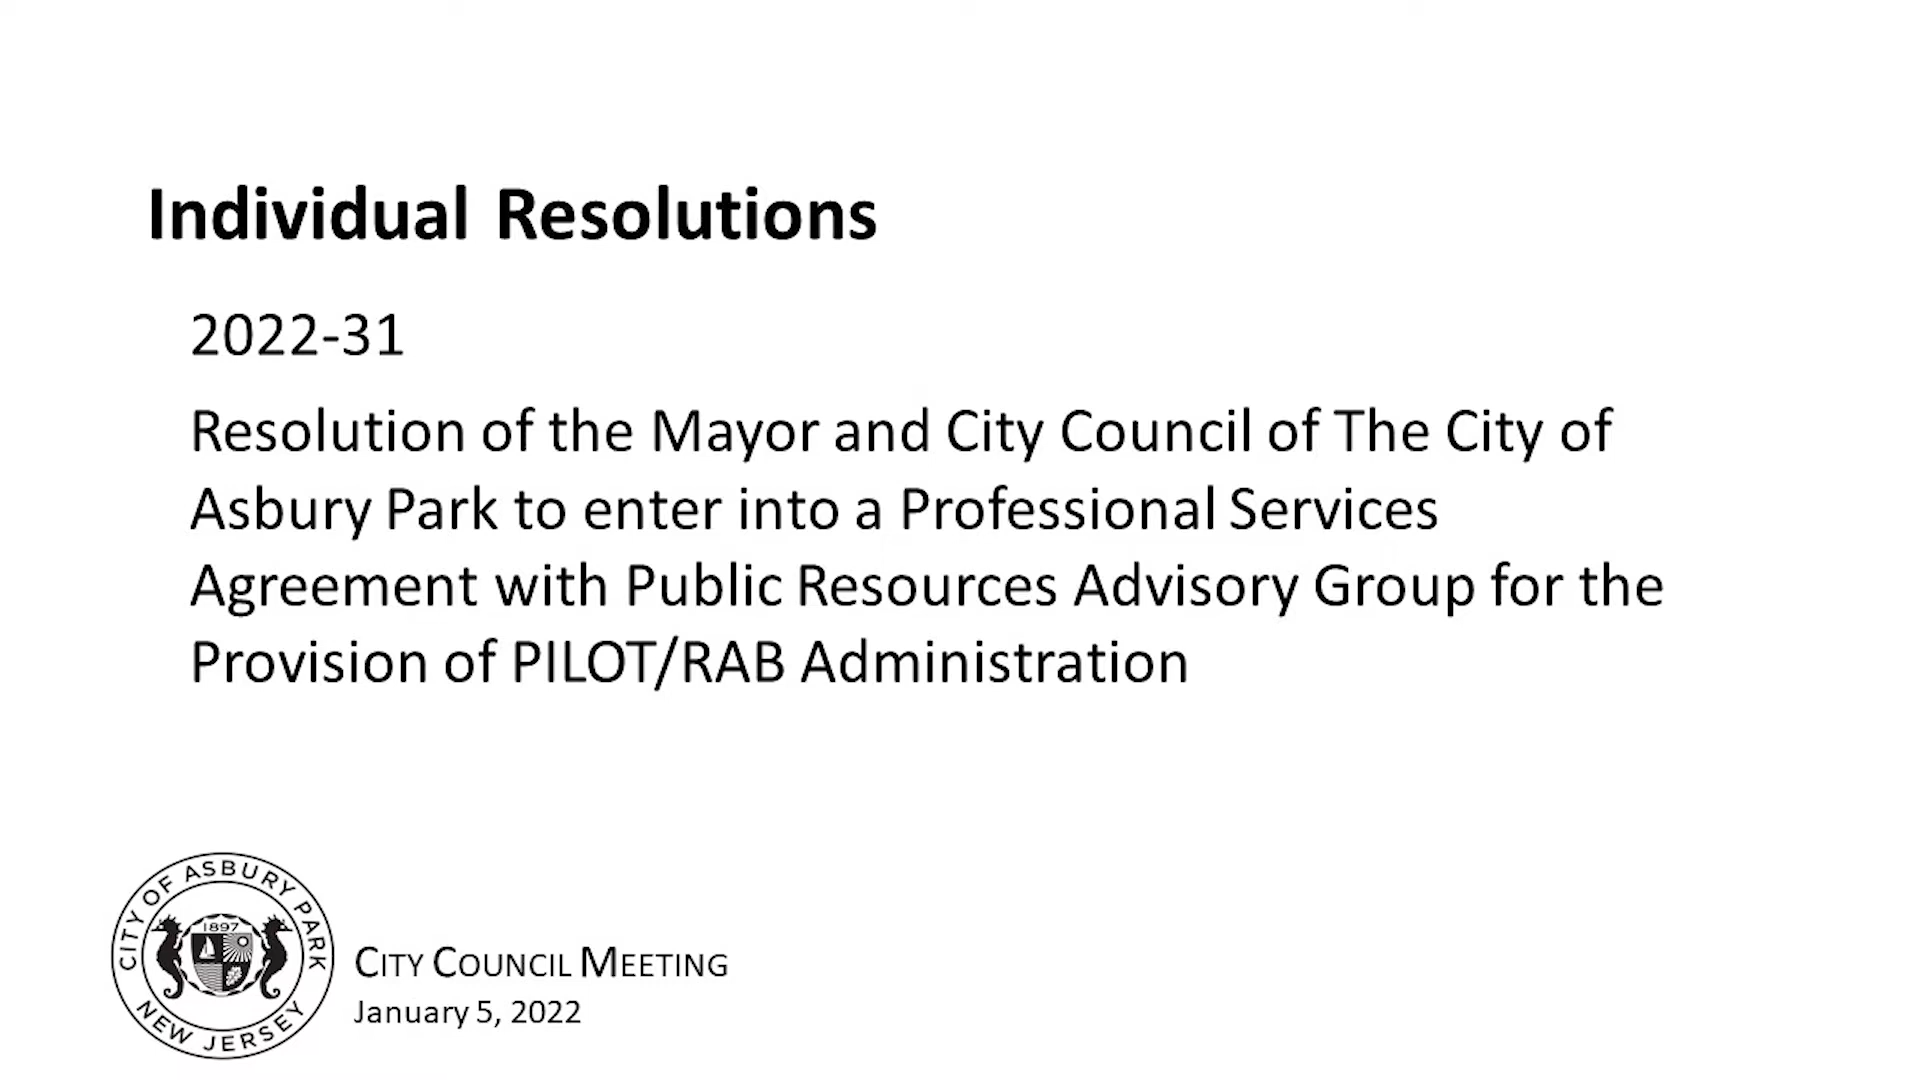 Individual Resolutions
2022-31
Resolution of the Mayor and City Council of The City of
Asbury Park to enter into a Professional Services
Agreement with Public Resources Advisory Group for the
Provision of PILOT/RAB Administration
CITY OF ASBURY PARK
1897
NEW JERSEY
CITY COUNCIL MEETING
January 5, 2022